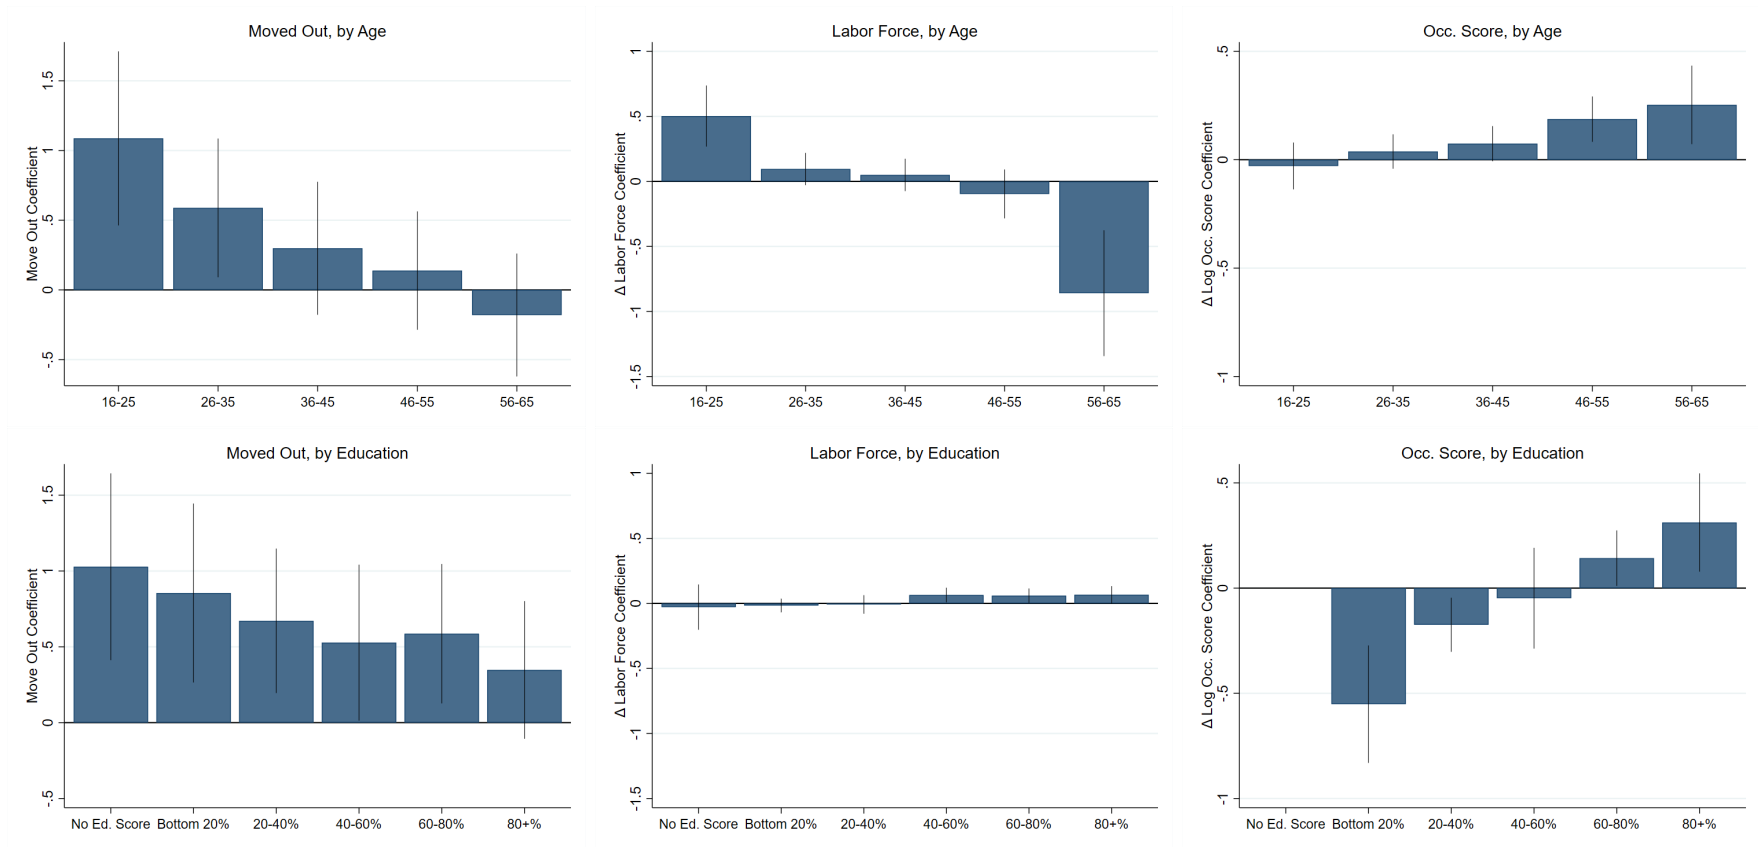 Moved Out, by Age
Move Out Coefficient
1.5
1
.5
0
-.5
16-25 26-35 36-45 46-55 56-65
Labor Force, by Age
Δ Labor Force Coefficient
1
.5
0
-.5
-1
-1.5
16-25 26-35 36-45 46-55 56-65
Occ. Score, by Age
Δ Log Occ. Score Coefficient
.5
0
-.5
-1
16-25 26-35 36-45 46-55 56-65
Moved Out, by Education
Move Out Coefficient
1.5
1
.5
0
-.5
No Ed. Score Bottom 20% 20-40% 40-60% 60-80% 80+%
Labor Force, by Education
Δ Labor Force Coefficient
1
.5
0
-.5
-1
-1.5
No Ed. Score Bottom 20% 20-40% 40-60% 60-80% 80+%
Occ. Score, by Education
Δ Log Occ. Score Coefficient
.5
0
-.5
-1
No Ed. Score Bottom 20% 20-40% 40-60% 60-80% 80+%